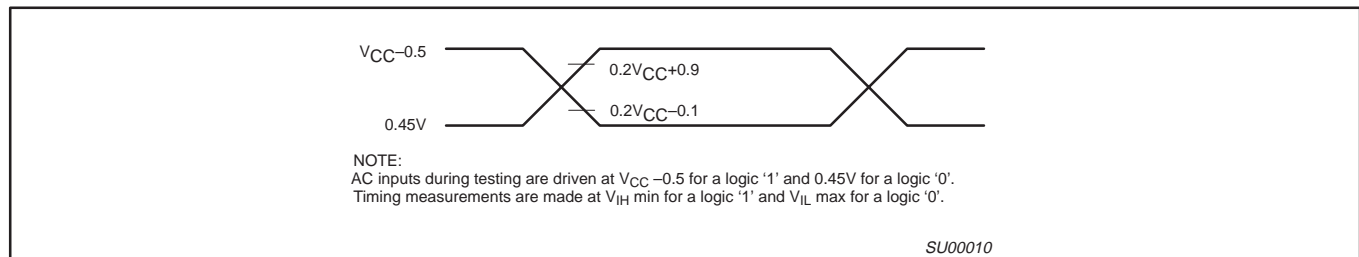 VCC–0.5
0.2VCC+0.9
0.2VCC–0.1
0.45V
NOTE:
AC inputs during testing are driven at VCC –0.5 for a logic ‘1’ and 0.45V for a logic ‘0’.
Timing measurements are made at VIH min for a logic ‘1’ and VIL max for a logic ‘0’.
SU00010